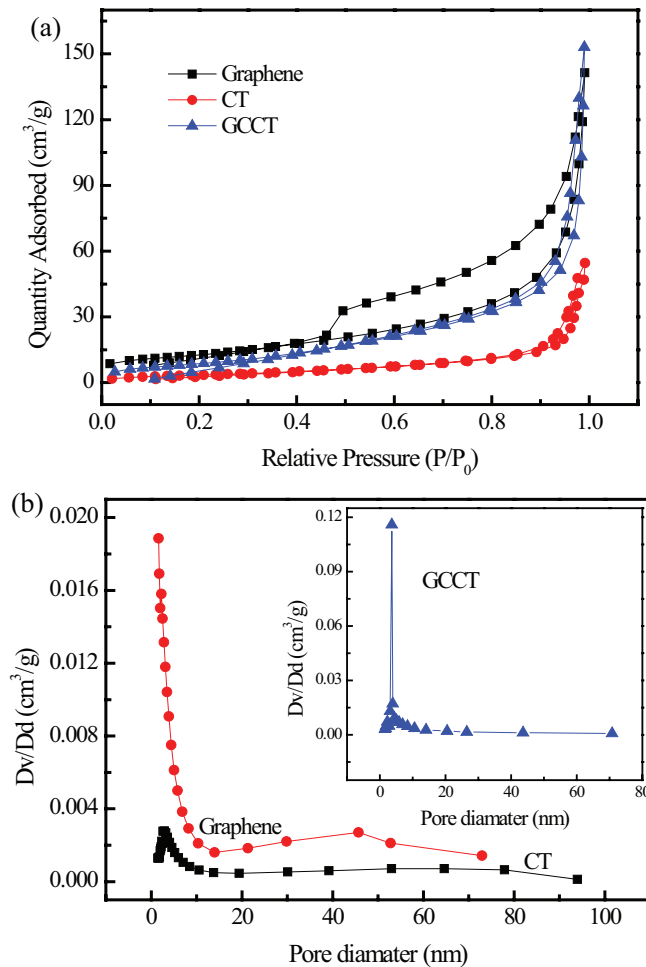 (a)
150
120
90
60
30
0
Quantity Adsorbed (cm³/g)
Graphene
CT
GCCT
0.0 0.2 0.4 0.6 0.8 1.0
Relative Pressure (P/P₀)
(b)
0.020
0.016
0.012
0.008
0.004
0.000
Dv/Dd (cm³/g)
Graphene
CT
0 20 40 60 80 100
Pore diamater (nm)
0.12
0.09
0.06
0.03
0.00
Dv/Dd (cm³/g)
GCCT
0 20 40 60 80
Pore diamater (nm)